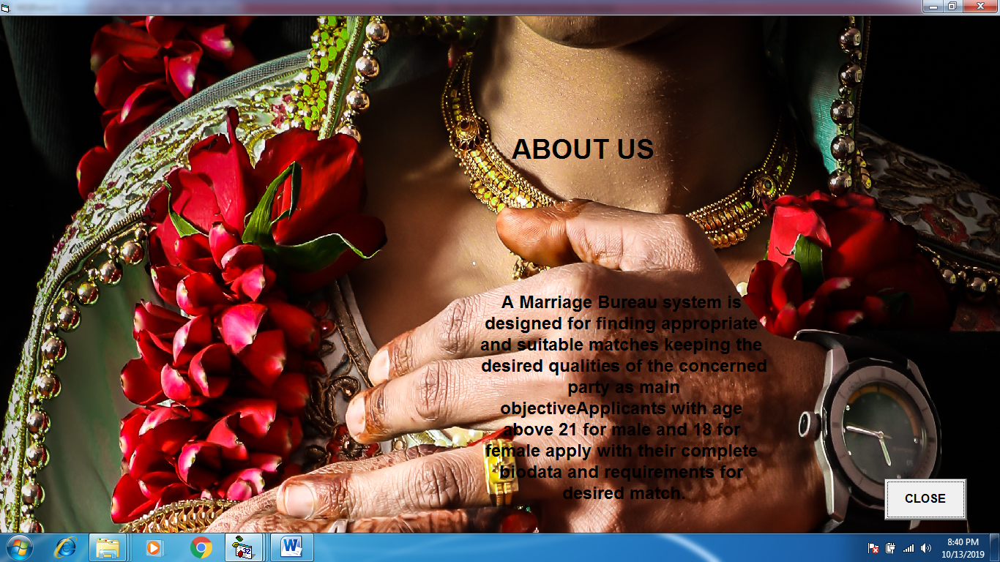 ABOUT US
A Marriage Bureau system is
designed for finding appropriate
and suitable matches keeping the
desired qualities of the concerned
party as main
objectiveApplicants with age
above 21 for male and 18 for
female apply with their complete
biodata and requirements for
desired match.
CLOSE
32
W
8:40 PM
10/13/2019